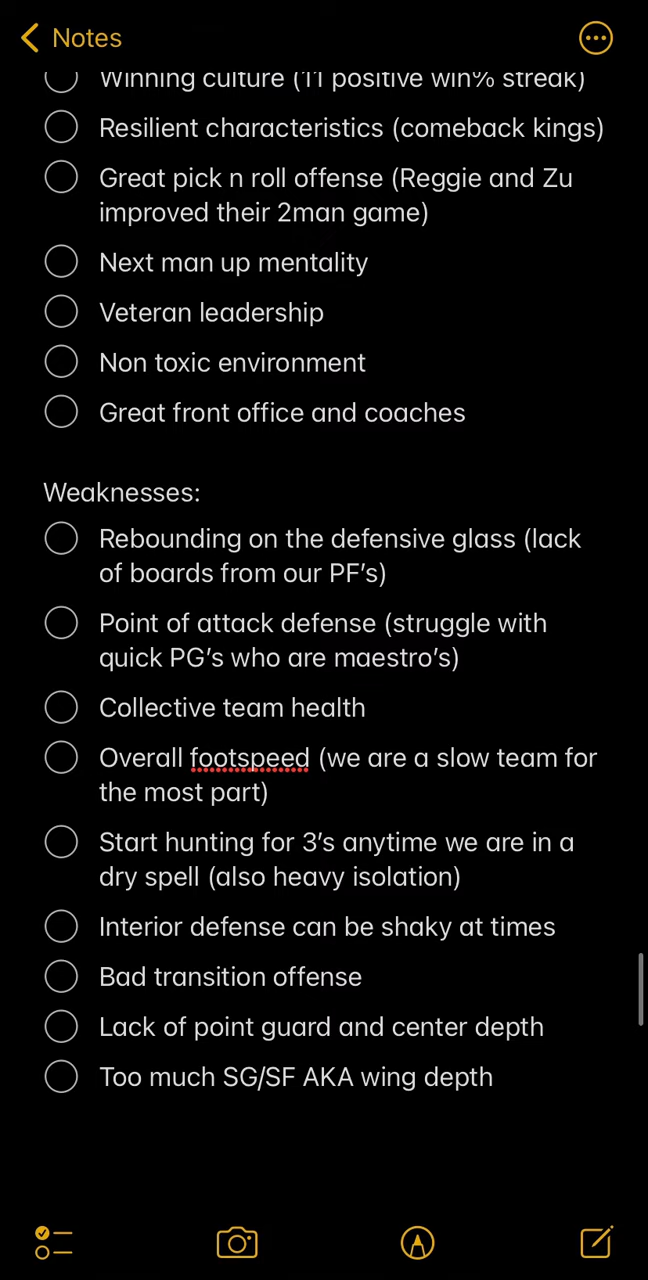 Notes
Winning culture (11 positive win% streak)
Resilient characteristics (comeback kings)
Great pick n roll offense (Reggie and Zu
improved their 2man game)
Next man up mentality
Veteran leadership
Non toxic environment
Great front office and coaches
Weaknesses:
Rebounding on the defensive glass (lack
of boards from our PF's)
Point of attack defense (struggle with
quick PG's who are maestro's)
Collective team health
Overall footspeed (we are a slow team for
the most part)
Start hunting for 3's anytime we are in a
dry spell (also heavy isolation)
Interior defense can be shaky at times
Bad transition offense
Lack of point guard and center depth
Too much SG/SF AKA wing depth